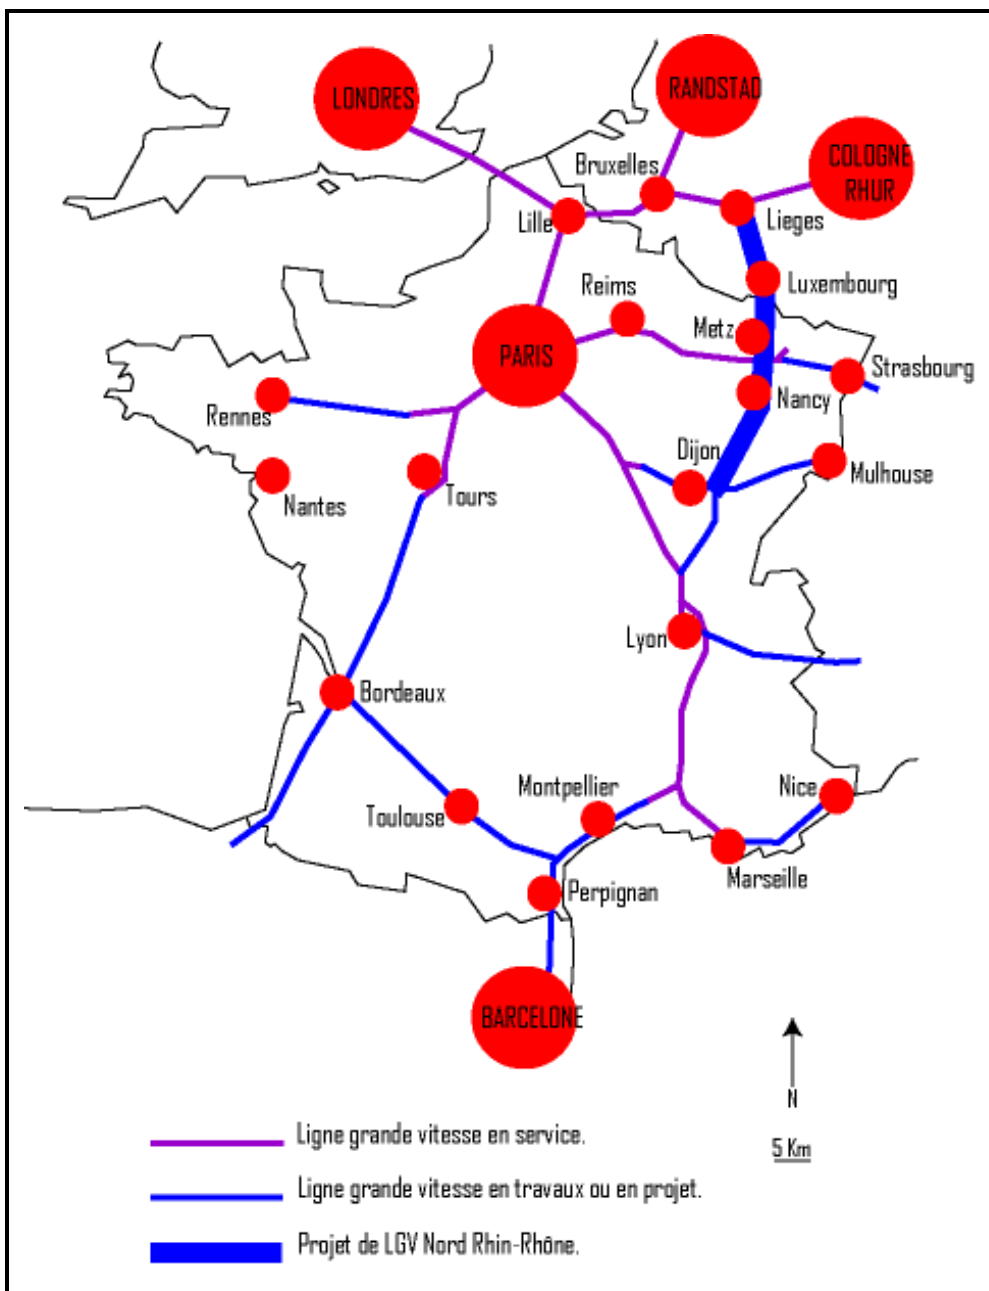 LONDRES
RANDSTAD
COLOGNE
RHUR
Bruxelles
Lille
Lieges
Reims
Luxembourg
Metz
PARIS
Strasbourg
Rennes
Nancy
Dijon
Mulhouse
Nantes
Tours
Lyon
Bordeaux
Montpellier
Nice
Toulouse
Marseille
Perpignan
BARCELONE
N
5 Km
Ligne grande vitesse en service.
Ligne grande vitesse en travaux ou en projet.
Projet de LGV Nord Rhin-Rhône.